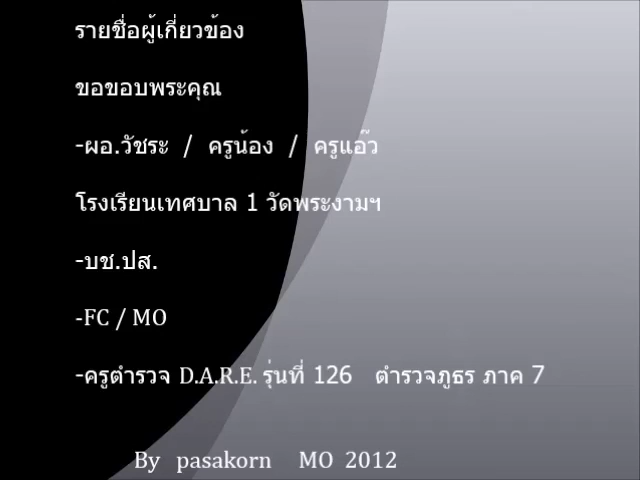 รายชื่อผู้เกี่ยวข้อง
ขอขอบพระคุณ
-ผอ.วัชระ / ครูน้อง / ครูแอ๊ว
โรงเรียนเทศบาล 1 วัดพระงามฯ
-บช.ปส.
-FC / MO
-ครูตำรวจ D.A.R.E. รุ่นที่ 126 ตำรวจภูธร ภาค 7
By pasakorn MO 2012